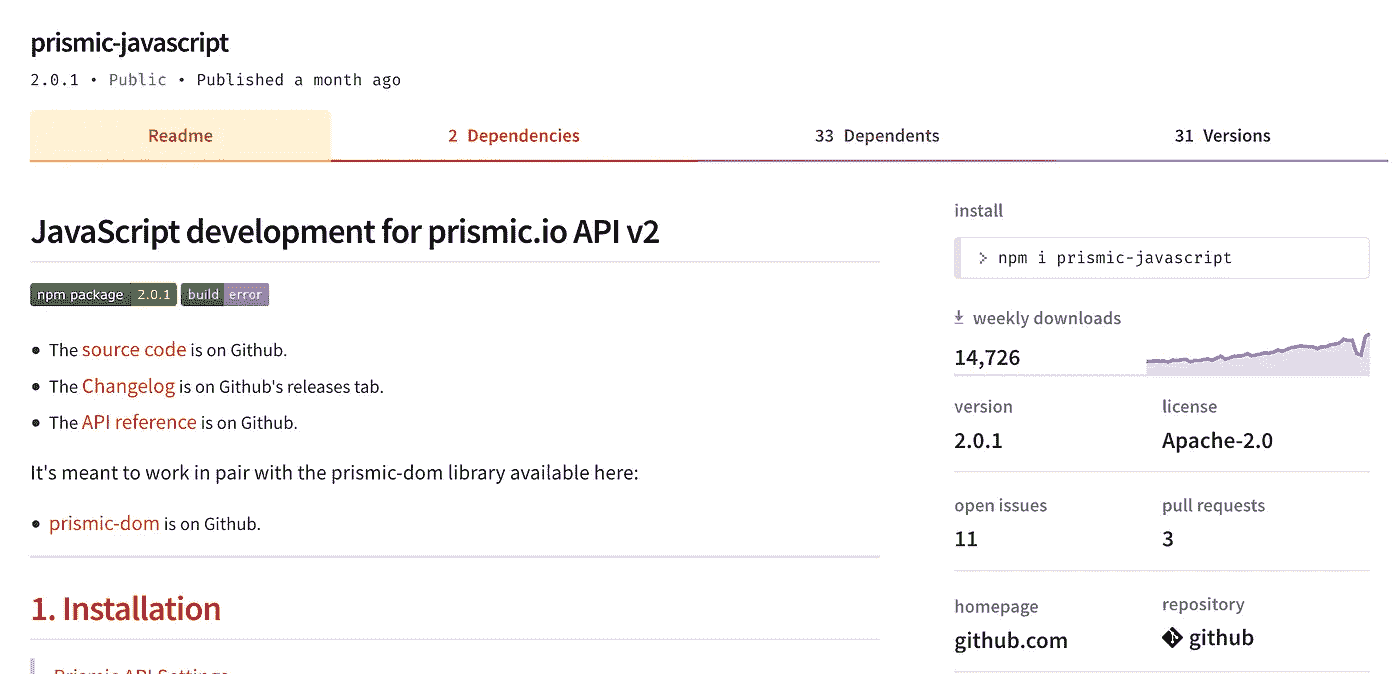 prismic-javascript
2.0.1 • Public • Published a month ago
Readme
2 Dependencies
33 Dependents
31 Versions
JavaScript development for prismic.io API v2
npm package 2.0.1 build error
• The source code is on Github.
• The Changelog is on Github's releases tab.
• The API reference is on Github.
It's meant to work in pair with the prismic-dom library available here:
• prismic-dom is on Github.
1. Installation
Prismic API Settings
install
> npm i prismic-javascript
weekly downloads
14,726
version
2.0.1
license
Apache-2.0
open issues
11
pull requests
3
homepage
github.com
repository
github